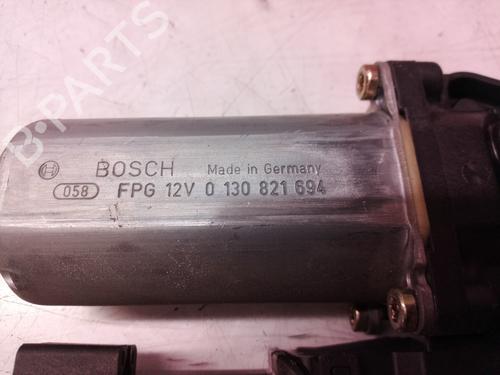 B-PARTS
BOSCH Made in Germany
058 FPG 12V 0 130 821 694